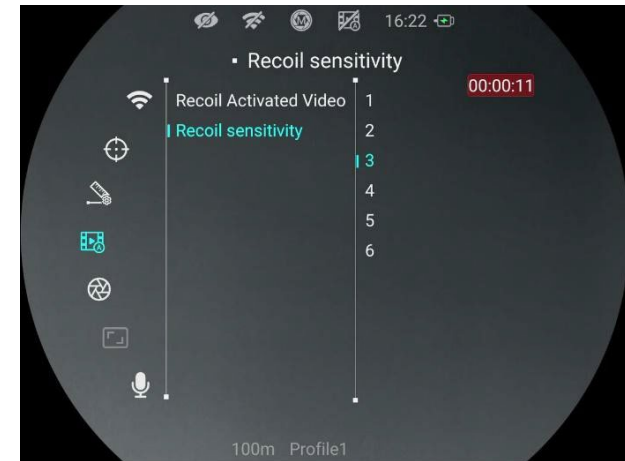 16:22
Recoil sensitivity
00:00:11
Recoil Activated Video 1
Recoil sensitivity 2
3
4
5
6
100m Profile1